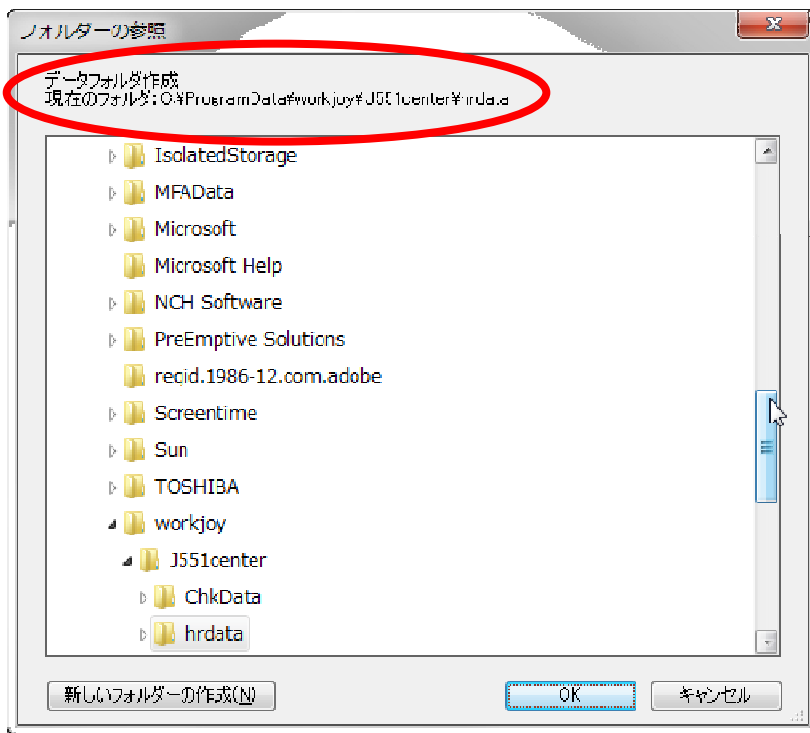 フォルダーの参照
データフォルダ作成
現在のフォルダ:C:¥ProgramData¥workjoy¥J551center¥hrdata
IsolatedStorage
MFAData
Microsoft
Microsoft Help
NCH Software
PreEmptive Solutions
regid.1986-12.com.adobe
Screentime
Sun
TOSHIBA
workjoy
J551center
ChkData
hrdata
新しいフォルダーの作成(N)
OK
キャンセル